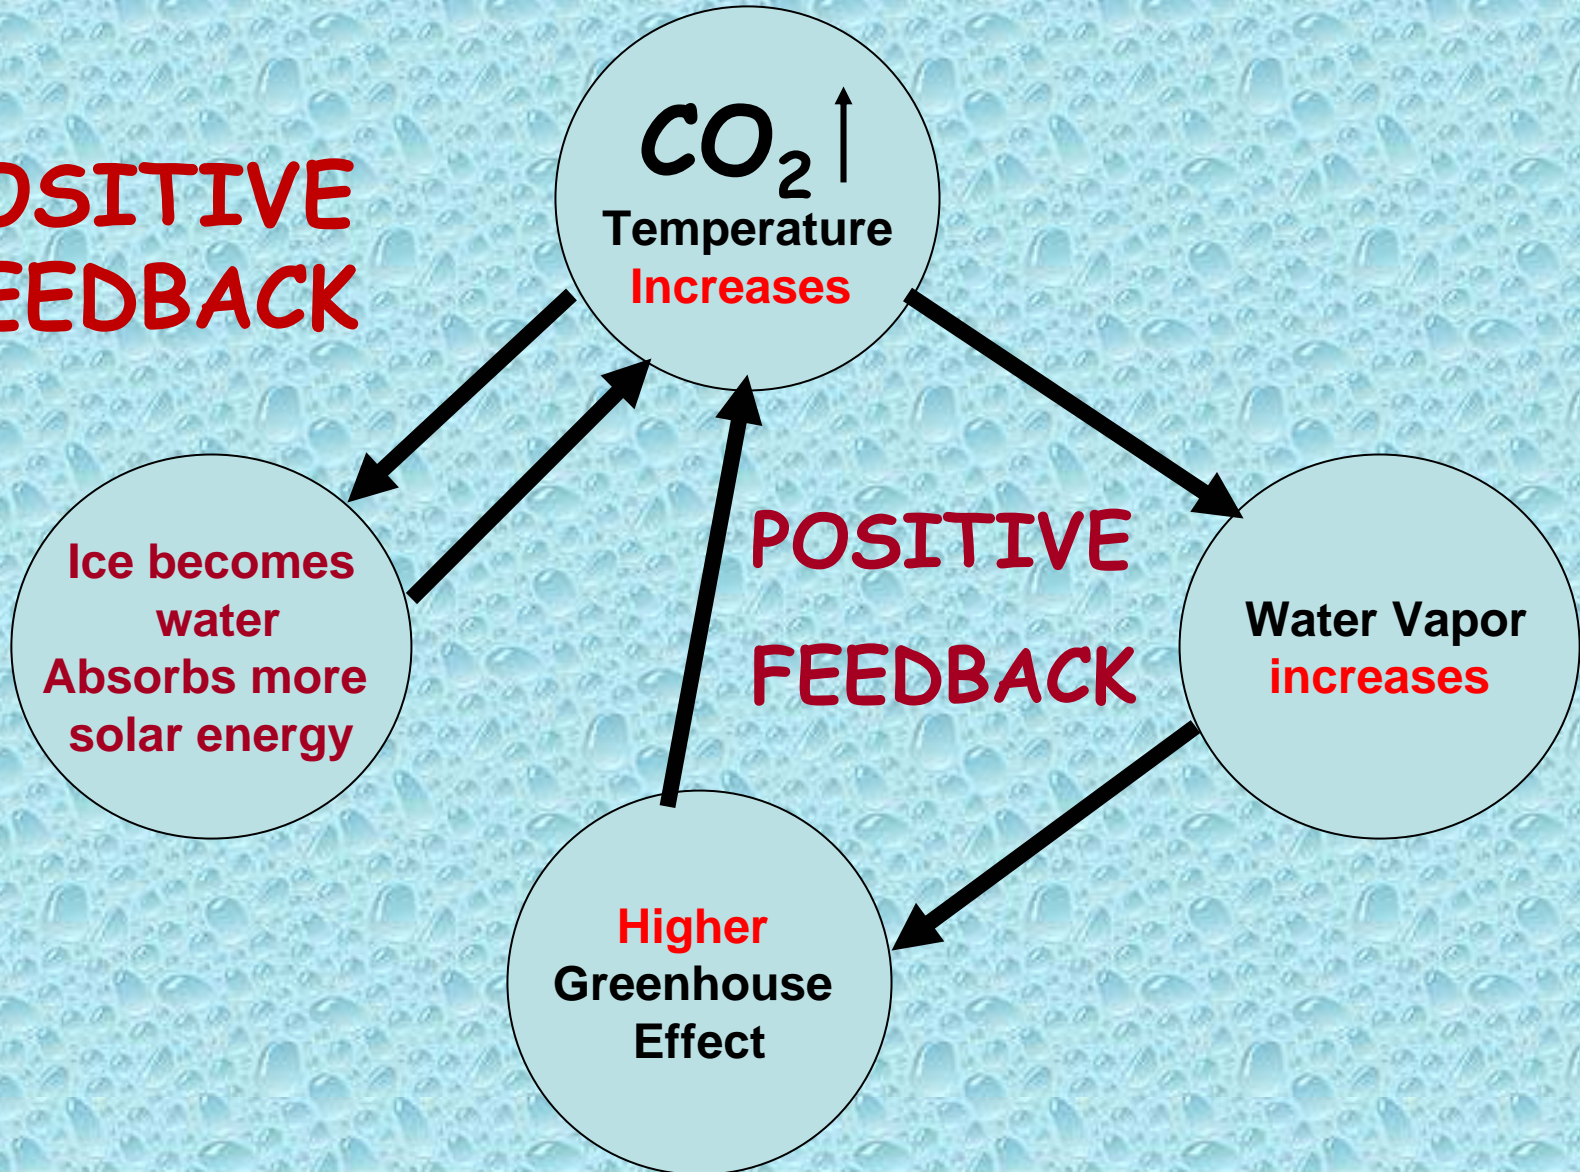 CO₂↑
Temperature
Increases
OSITIVE
EEDBACK
Ice becomes
water
Absorbs more
solar energy
POSITIVE
FEEDBACK
Water Vapor
increases
Higher
Greenhouse
Effect